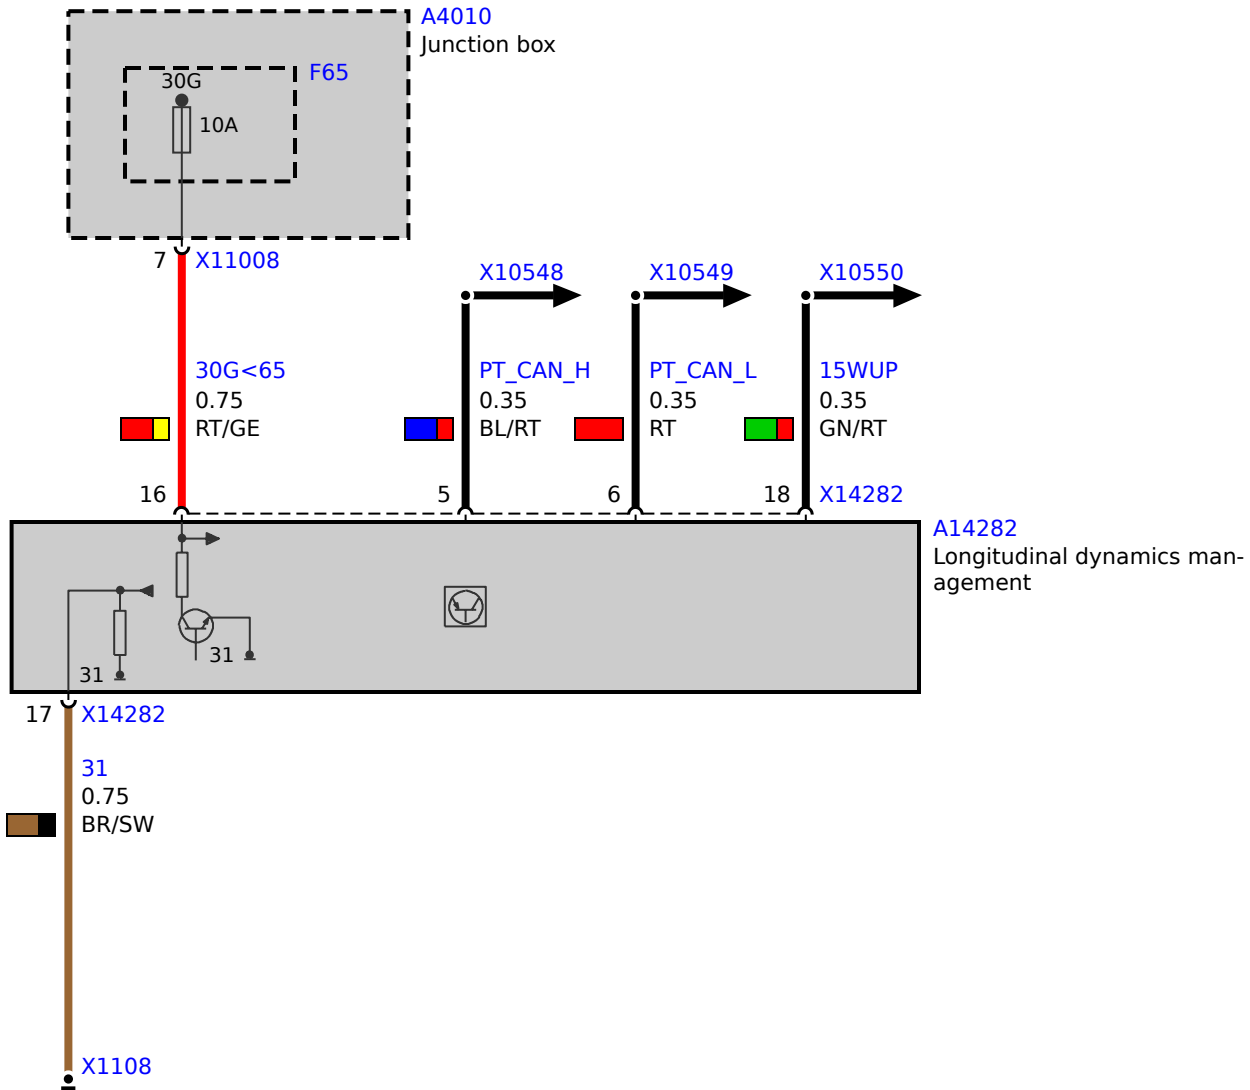 A4010
Junction box
F65
30G
10A
7 X11008
X10548
X10549
X10550
30G<65
0.75
RT/GE
PT_CAN_H
0.35
BL/RT
PT_CAN_L
0.35
RT
15WUP
0.35
GN/RT
16
5
6
18 X14282
A14282
Longitudinal dynamics man-
agement
31
31
17 X14282
31
0.75
BR/SW
X1108